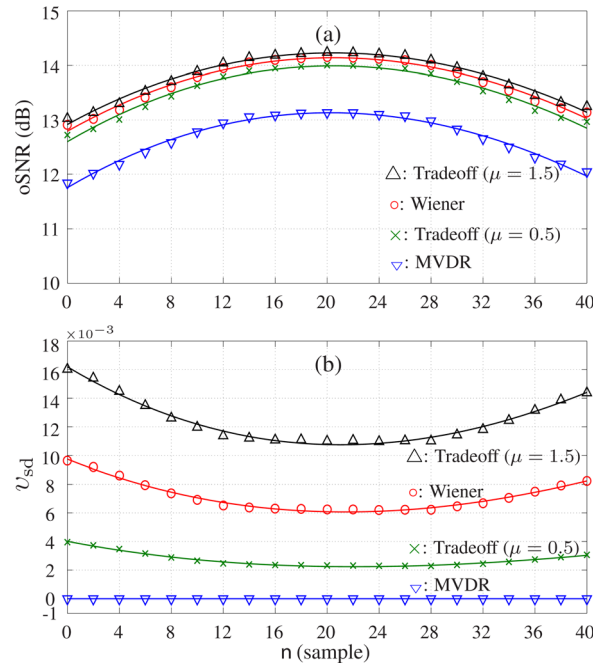 (a)
15
14
13
12
11
10
oSNR (dB)
△: Tradeoff (μ = 1.5)
○: Wiener
×: Tradeoff (μ = 0.5)
▽: MVDR
0 4 8 12 16 20 24 28 32 36 40
×10⁻³
(b)
18
16
14
12
10
8
6
4
2
0
-1
υsd
△: Tradeoff (μ = 1.5)
○: Wiener
×: Tradeoff (μ = 0.5)
▽: MVDR
0 4 8 12 16 20 24 28 32 36 40
n (sample)